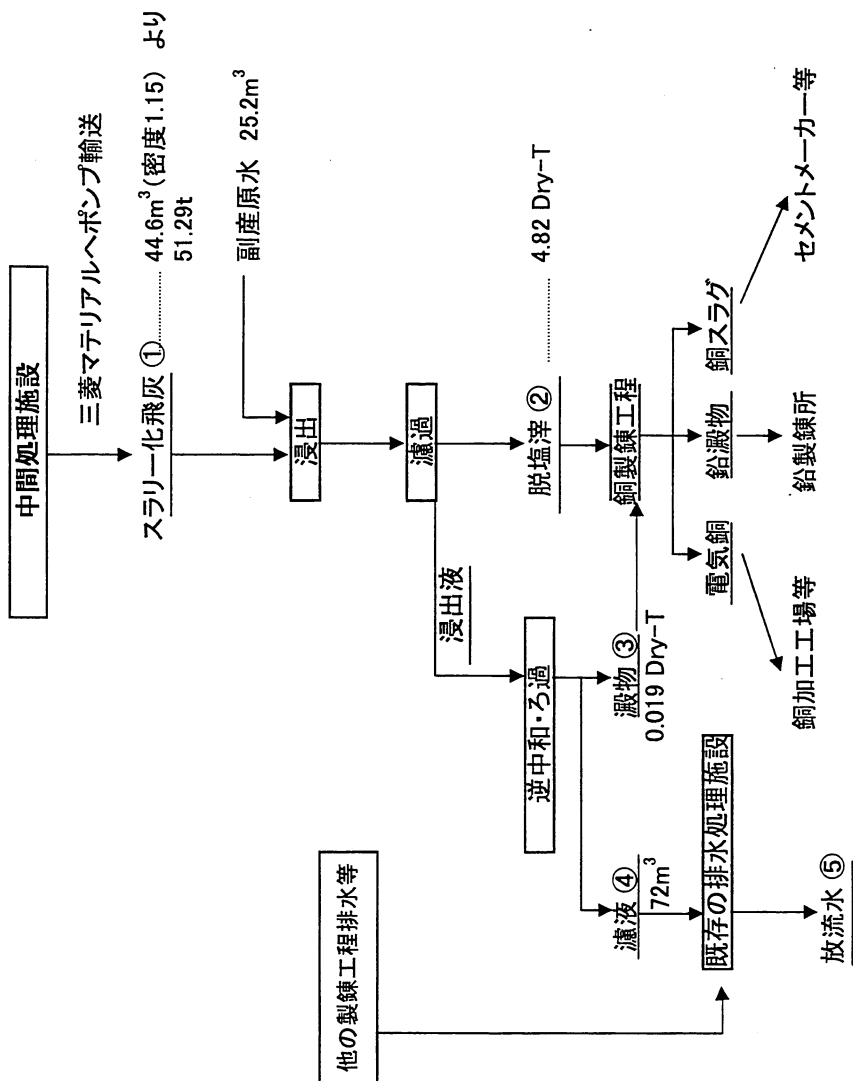 中間処理施設
三菱マテリアルへポンプ輸送
スラリー化飛灰 ① ‥‥‥ 44.6m³(密度1.15) より
51.29t
副産原水 25.2m³
浸出
濾過
浸出液
脱塩滓 ② ‥‥‥ 4.82 Dry-T
逆中和・ろ過
澱物 ③
0.019 Dry-T
銅製錬工程
電気銅
鉛澱物
銅スラグ
銅加工工場等
鉛製錬所
セメントメーカー等
他の製錬工程排水等
濾液 ④
72m³
既存の排水処理施設
放流水 ⑤